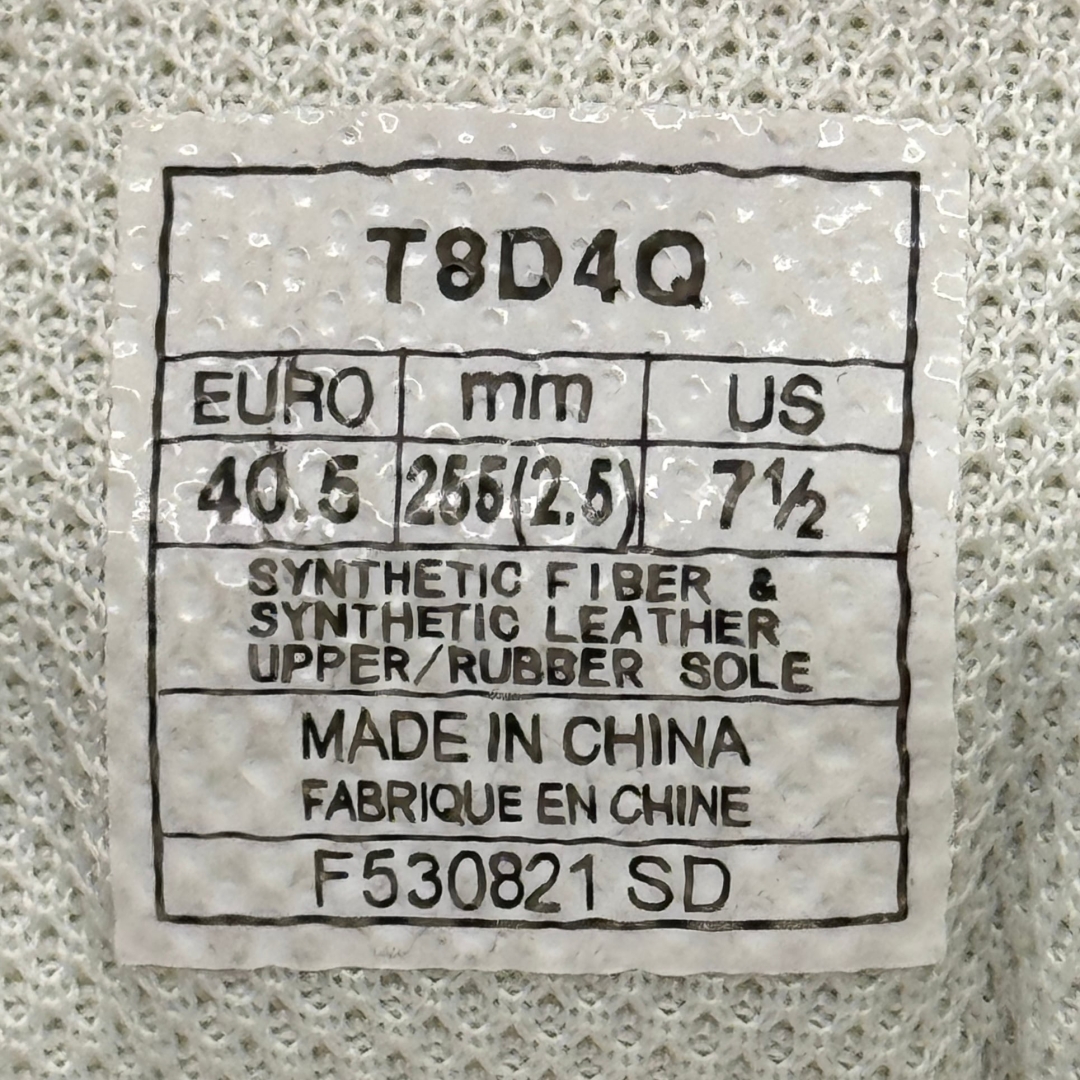 T8D4Q
EURO mm US
40.5 255(2.5) 7½
SYNTHETIC FIBER &
SYNTHETIC LEATHER
UPPER/RUBBER SOLE
MADE IN CHINA
FABRIQUE EN CHINE
F530821 SD